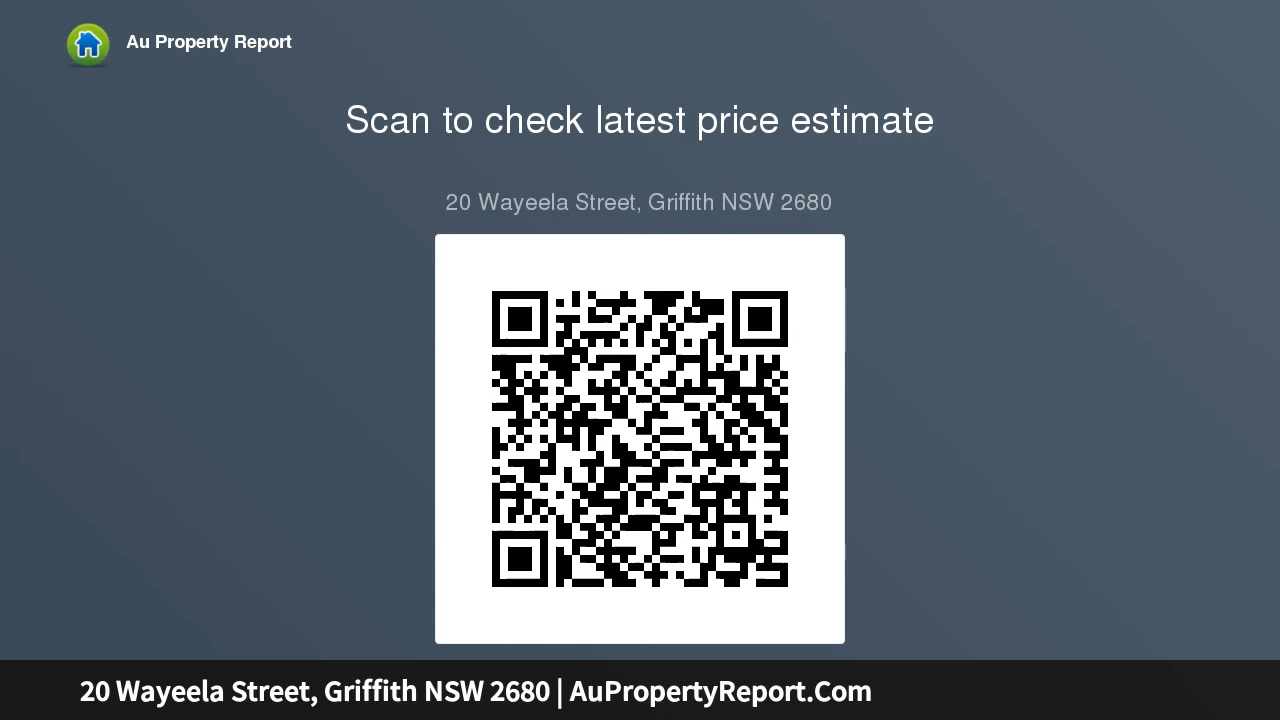 Au Property Report
Scan to check latest price estimate
20 Wayeela Street, Griffith NSW 2680
20 Wayeela Street, Griffith NSW 2680 | AuPropertyReport.Com